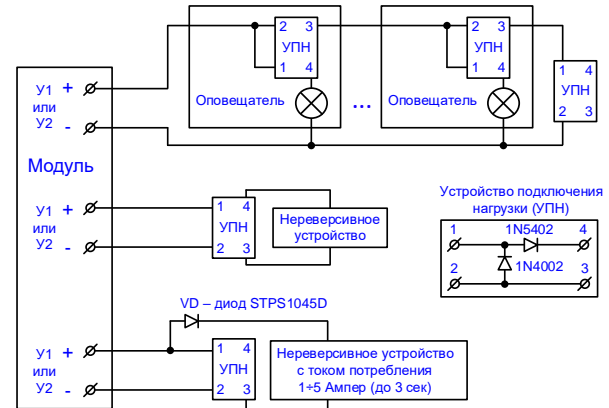 2 3
УПН
1 4
Оповещатель
...
2 3
УПН
1 4
Оповещатель
1 4
УПН
2 3
У1 +
или
У2 -
Модуль
У1 +
или
У2 -
1 4
УПН
2 3
Нереверсивное
устройство
Устройство подключения
нагрузки (УПН)
1 1N5402 4
2 1N4002 3
VD – диод STPS1045D
У1 +
или
У2 -
1 4
УПН
2 3
Нереверсивное устройство
с током потребления
1÷5 Ампер (до 3 сек)